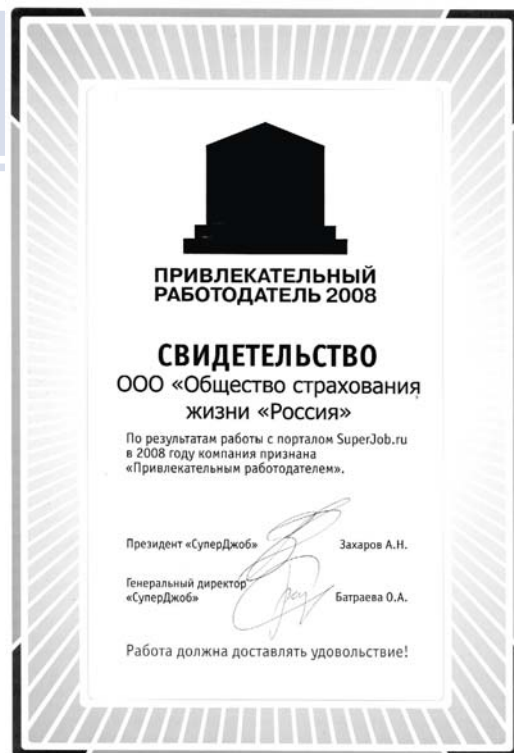 ПРИВЛЕКАТЕЛЬНЫЙ
РАБОТОДАТЕЛЬ 2008
СВИДЕТЕЛЬСТВО
ООО «Общество страхования
жизни «Россия»
По результатам работы с порталом SuperJob.ru
в 2008 году компания признана
«Привлекательным работодателем».
Президент «СуперДжоб» Захаров А.Н.
Генеральный директор
«СуперДжоб» Батраева О.А.
Работа должна доставлять удовольствие!